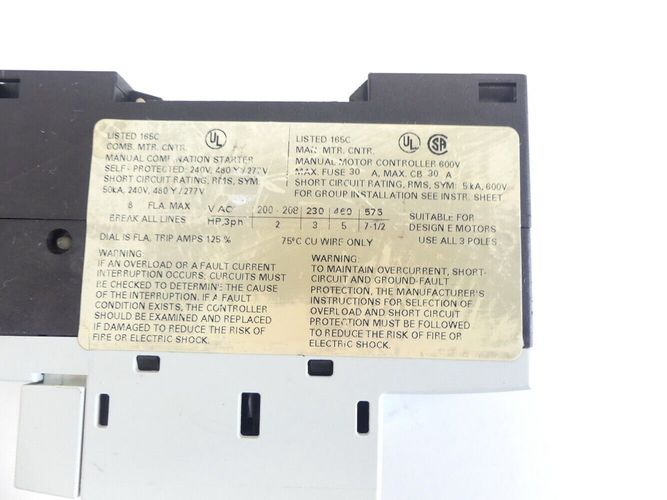 LISTED 165C
COMB. MTR. CNTR.
UL
MANUAL COMBINATION STARTER
SELF- PROTECTED: 240V, 480 Y / 277V
SHORT CIRCUIT RATING, RMS, SYM:
50kA, 240V, 480 Y / 277V
LISTED 165C
MAN. MTR. CNTR.
UL SA
MANUAL MOTOR CONTROLLER 600V
MAX. FUSE 30 A, MAX. CB 30 A
SHORT CIRCUIT RATING, RMS, SYM: 5 kA, 600V
FOR GROUP INSTALLATION SEE INSTR. SHEET
8 FLA. MAX V AC 200 - 208 230 460 575 SUITABLE FOR
BREAK ALL LINES HP,3ph 2 3 5 7-1/2 DESIGN E MOTORS
DIAL IS FLA, TRIP AMPS 125 % 75°C CU WIRE ONLY USE ALL 3 POLES
WARNING:
IF AN OVERLOAD OR A FAULT CURRENT
INTERRUPTION OCCURS, CURCUITS MUST
BE CHECKED TO DETERMINE THE CAUSE
OF THE INTERRUPTION. IF A FAULT
CONDITION EXISTS, THE CONTROLLER
SHOULD BE EXAMINED AND REPLACED
IF DAMAGED TO REDUCE THE RISK OF
FIRE OR ELECTRIC SHOCK.
WARNING:
TO MAINTAIN OVERCURRENT, SHORT-
CIRCUIT AND GROUND-FAULT
PROTECTION, THE MANUFACTURER'S
INSTRUCTIONS FOR SELECTION OF
OVERLOAD AND SHORT CIRCUIT
PROTECTION MUST BE FOLLOWED
TO REDUCE THE RISK OF FIRE OR
ELECTRIC SHOCK.